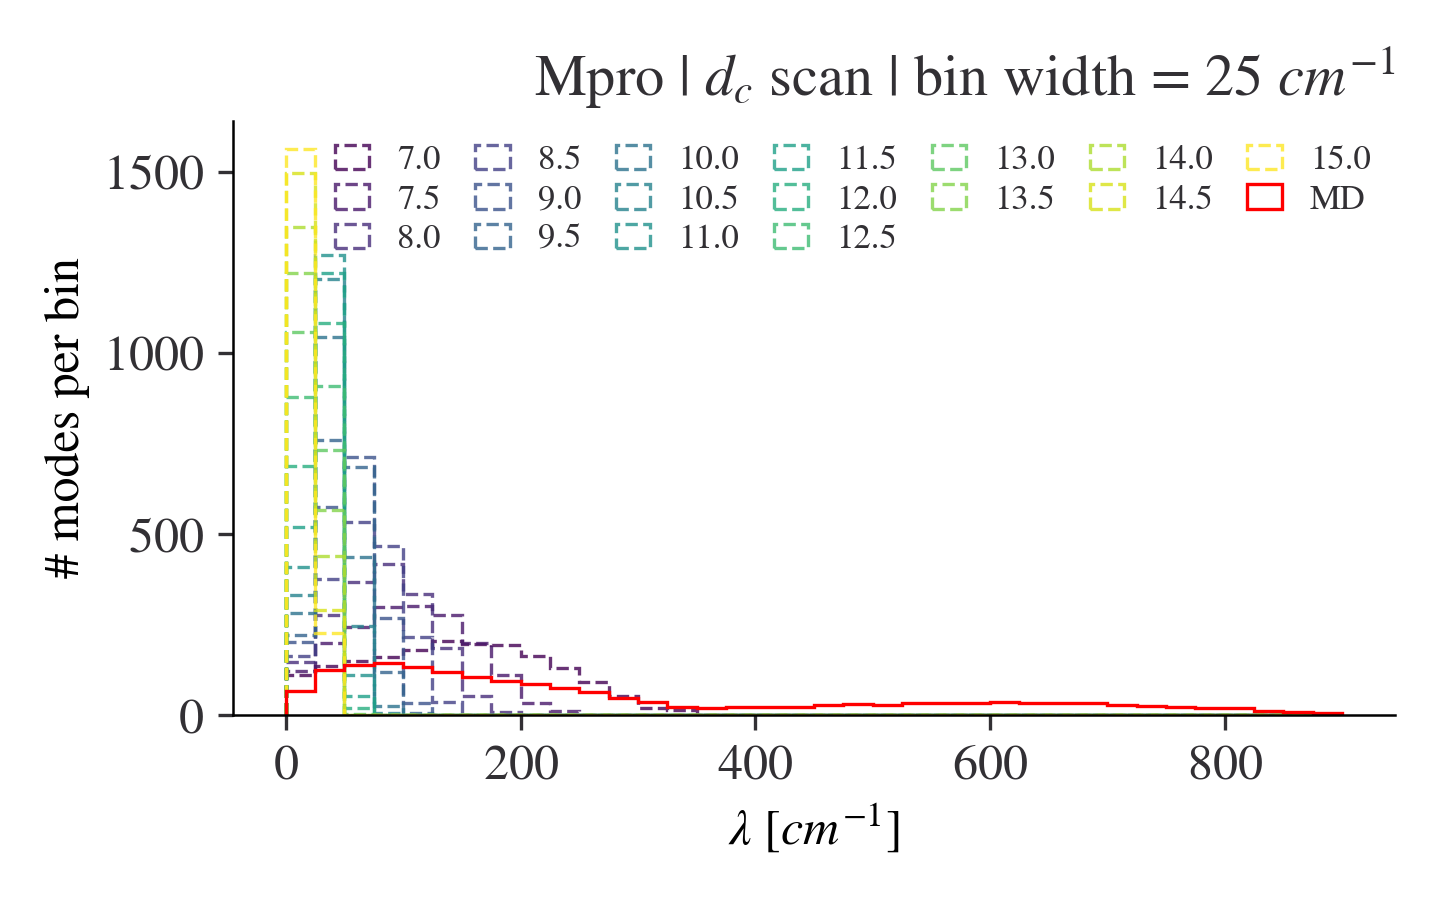 Mpro | d_c scan | bin width = 25 cm⁻¹
7.0 8.5 10.0 11.5 13.0 14.0 15.0
7.5 9.0 10.5 12.0 13.5 14.5 MD
8.0 9.5 11.0 12.5
# modes per bin
1500
1000
500
0
0 200 400 600 800
λ [cm⁻¹]